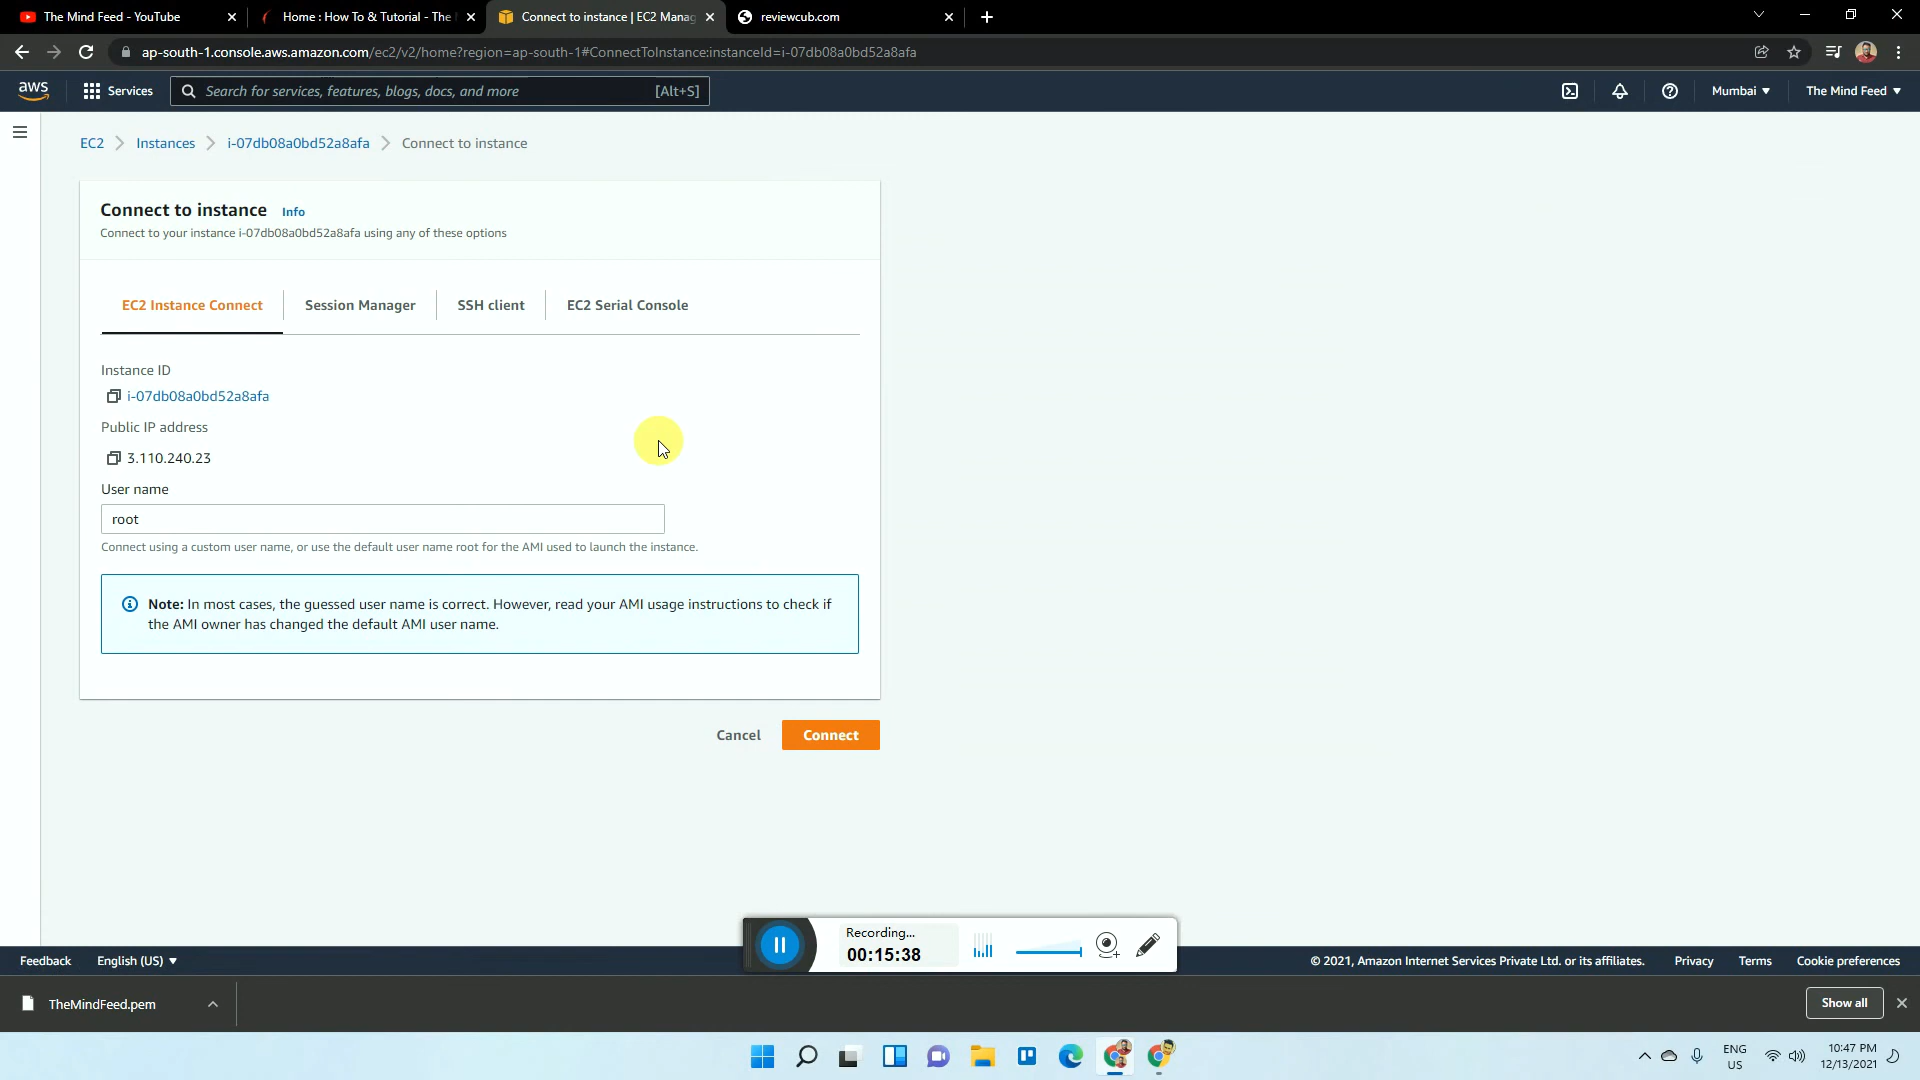 The Mind Feed - YouTube
Home : How To & Tutorial - The
Connect to instance | EC2 Manag
reviewcub.com
ap-south-1.console.aws.amazon.com/ec2/v2/home?region=ap-south-1#ConnectToInstance:instanceId=i-07db08a0bd52a8afa
aws
Services
Search for services, features, blogs, docs, and more
[Alt+S]
Mumbai
The Mind Feed
EC2
Instances
i-07db08a0bd52a8afa
Connect to instance
Connect to instance Info
Connect to your instance i-07db08a0bd52a8afa using any of these options
EC2 Instance Connect
Session Manager
SSH client
EC2 Serial Console
Instance ID
i-07db08a0bd52a8afa
Public IP address
3.110.240.23
User name
root
Connect using a custom user name, or use the default user name root for the AMI used to launch the instance.
Note: In most cases, the guessed user name is correct. However, read your AMI usage instructions to check if
the AMI owner has changed the default AMI user name.
Cancel
Connect
Recording...
00:15:38
Feedback
English (US)
© 2021, Amazon Internet Services Private Ltd. or its affiliates.
Privacy
Terms
Cookie preferences
TheMindFeed.pem
Show all
ENG
US
10:47 PM
12/13/2021